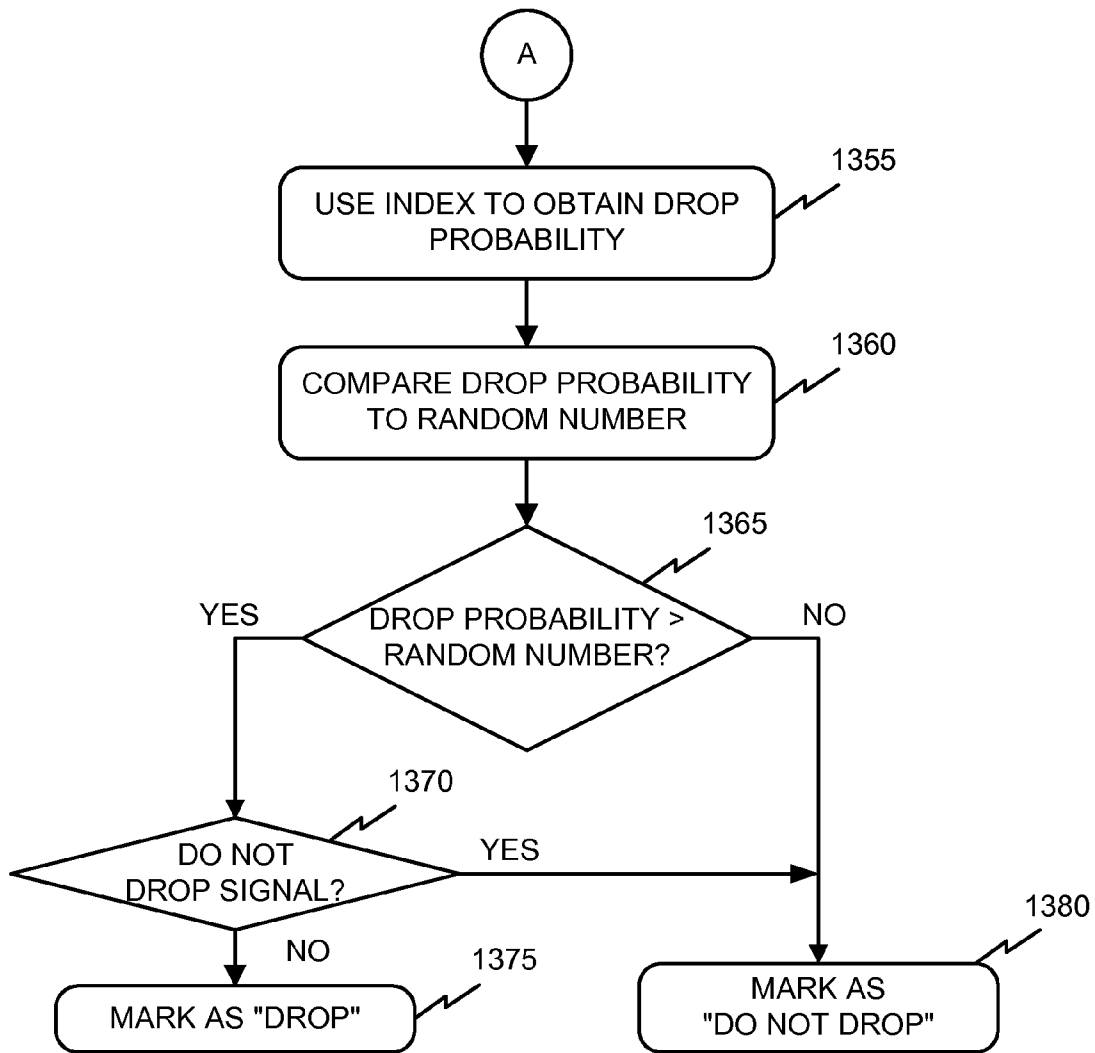 A
1355
USE INDEX TO OBTAIN DROP
PROBABILITY
1360
COMPARE DROP PROBABILITY
TO RANDOM NUMBER
1365
YES
DROP PROBABILITY >
RANDOM NUMBER?
NO
1370
DO NOT
DROP SIGNAL?
YES
NO
1375
MARK AS "DROP"
1380
MARK AS
"DO NOT DROP"